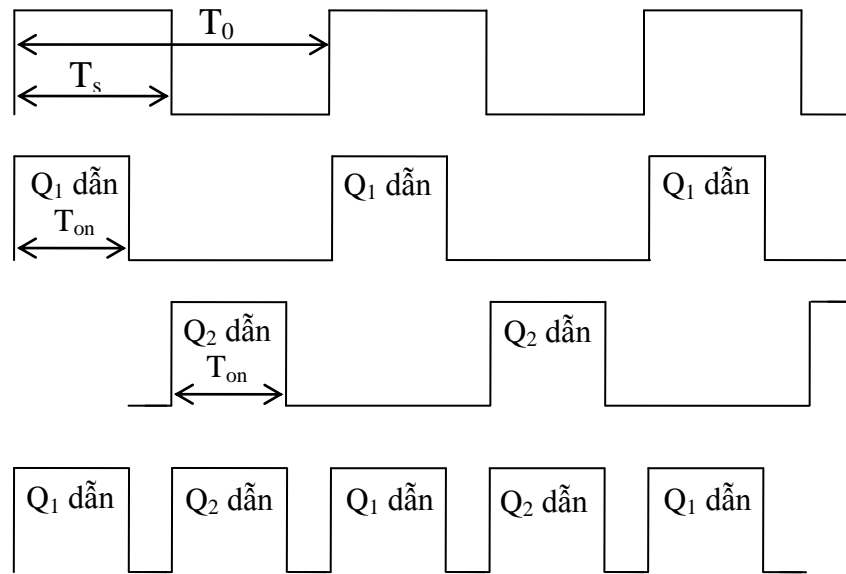 T₀
Tₛ
Q₁ dẫn Q₁ dẫn Q₁ dẫn
Tₒₙ
Q₂ dẫn Q₂ dẫn
Tₒₙ
Q₁ dẫn Q₂ dẫn Q₁ dẫn Q₂ dẫn Q₁ dẫn